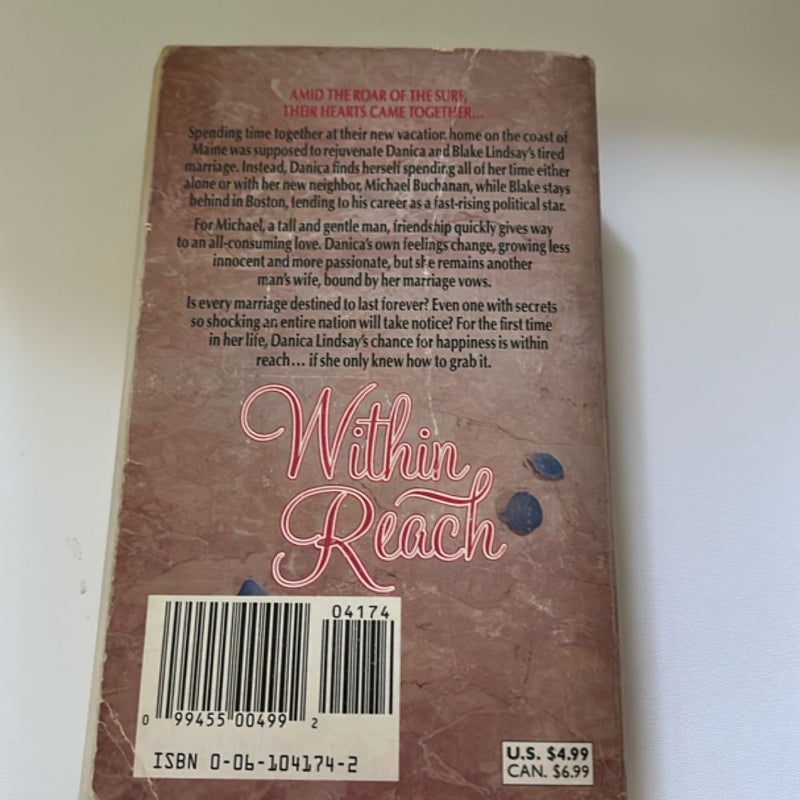 AMID THE ROAR OF THE SURF,
THEIR HEARTS CAME TOGETHER...
Spending time together at their new vacation home on the coast of
Maine was supposed to rejuvenate Danica and Blake Lindsay's tired
marriage. Instead, Danica finds herself spending all of her time either
alone or with her new neighbor, Michael Buchanan, while Blake stays
behind in Boston, tending to his career as a fast-rising political star.
For Michael, a tall and gentle man, friendship quickly gives way
to an all-consuming love. Danica's own feelings change, growing less
innocent and more passionate, but she remains another
man's wife, bound by her marriage vows.
Is every marriage destined to last forever? Even one with secrets
so shocking an entire nation will take notice? For the first time
in her life, Danica Lindsay's chance for happiness is within
reach... if she only knew how to grab it.
Within
Reach
04174
0 99455 00499 2
ISBN 0-06-104174-2
U.S. $4.99
CAN. $6.99